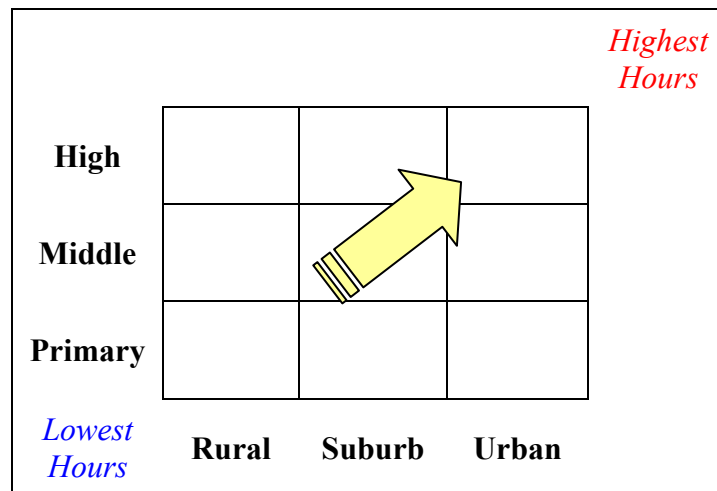 Highest
Hours
High
Middle
Primary
Lowest
Hours
Rural Suburb Urban